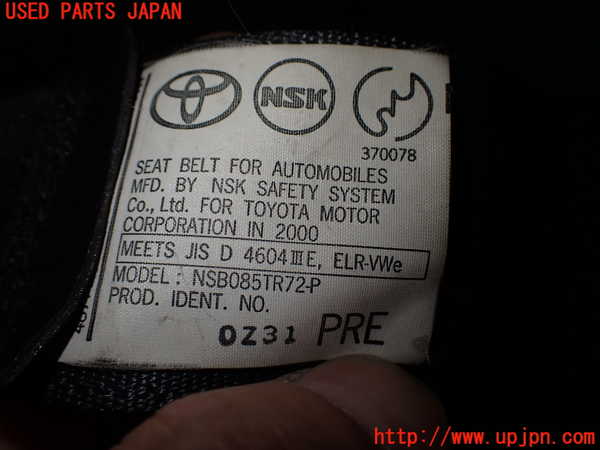 USED PARTS JAPAN
NSK
370078
SEAT BELT FOR AUTOMOBILES
MFD. BY NSK SAFETY SYSTEM
Co., Ltd. FOR TOYOTA MOTOR
CORPORATION IN 2000
MEETS JIS D 4604ⅢE, ELR-VWe
MODEL: NSB085TR72-P
PROD. IDENT. NO.
0Z31 PRE
http://www.upjpn.com/